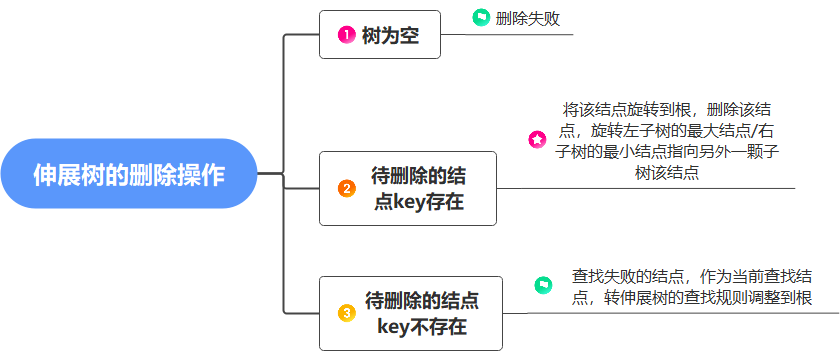 伸展树的删除操作
1 树为空
删除失败
2 待删除的结
点key存在
将该结点旋转到根，删除该结
点，旋转左子树的最大结点/右
子树的最小结点指向另外一颗子
树该结点
3 待删除的结点
key不存在
查找失败的结点，作为当前查找结
点，转伸展树的查找规则调整到根